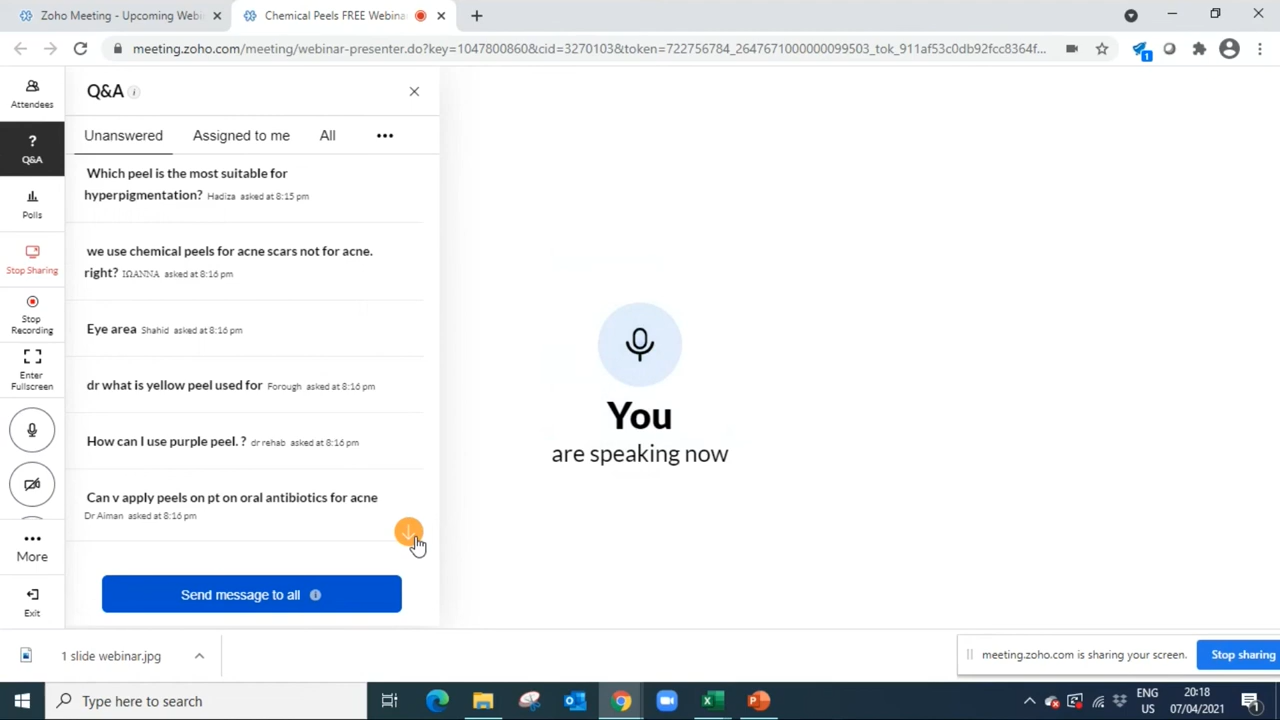 Zoho Meeting - Upcoming Webi
Chemical Peels FREE Webina
meeting.zoho.com/meeting/webinar-presenter.do?key=1047800860&cid=3270103&token=722756784_2647671000000099503_tok_911af53c0db92fcc8364f...
1
Attendees
?
Q&A
Polls
Stop Sharing
Stop
Recording
Enter
Fullscreen
More
Exit
Q&A
Unanswered
Assigned to me
All
Which peel is the most suitable for
hyperpigmentation? Hadiza asked at 8:15 pm
we use chemical peels for acne scars not for acne.
right? ΙΩΑΝΝΑ asked at 8:16 pm
Eye area Shahid asked at 8:16 pm
dr what is yellow peel used for Forough asked at 8:16 pm
How can I use purple peel. ? dr rehab asked at 8:16 pm
Can v apply peels on pt on oral antibiotics for acne
Dr Aiman asked at 8:16 pm
Send message to all
You
are speaking now
1 slide webinar.jpg
meeting.zoho.com is sharing your screen.
Stop sharing
Type here to search
ENG
US
20:18
07/04/2021
1